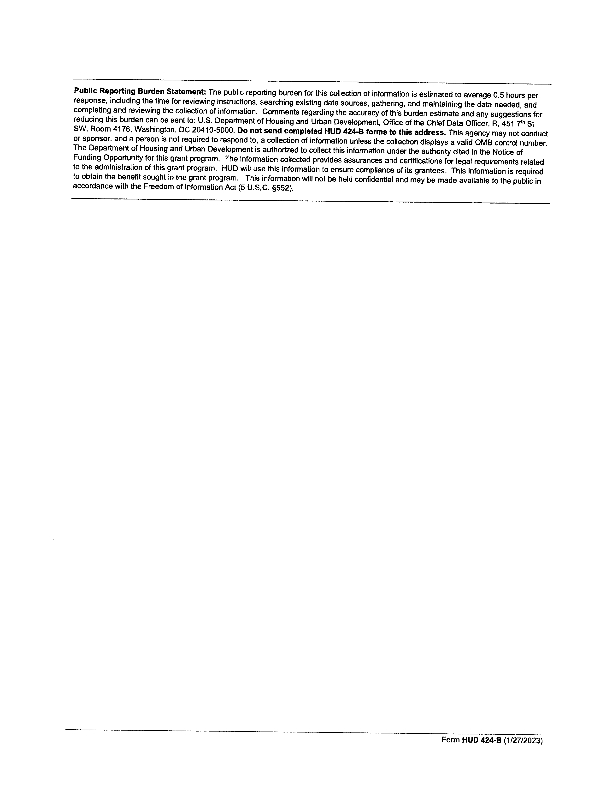 Public Reporting Burden Statement: The public reporting burden for this collection of information is estimated to average 0.5 hours per
response, including the time for reviewing instructions, searching existing data sources, gathering, and maintaining the data needed, and
completing and reviewing the collection of information. Comments regarding the accuracy of this burden estimate and any suggestions for
reducing this burden can be sent to: U.S. Department of Housing and Urban Development, Office of the Chief Data Officer, R, 451 7th St
SW, Room 4176, Washington, DC 20410-5000. Do not send completed HUD 424-B forms to this address. This agency may not conduct
or sponsor, and a person is not required to respond to, a collection of information unless the collection displays a valid OMB control number.
The Department of Housing and Urban Development is authorized to collect this information under the authority cited in the Notice of
Funding Opportunity for this grant program. The information collected provides assurances and certifications for legal requirements related
to the administration of this grant program. HUD will use this information to ensure compliance of its grantees. This information is required
to obtain the benefit sought in the grant program. This information will not be held confidential and may be made available to the public in
accordance with the Freedom of Information Act (5 U.S.C. §552).
Form HUD 424-B (1/27/2023)